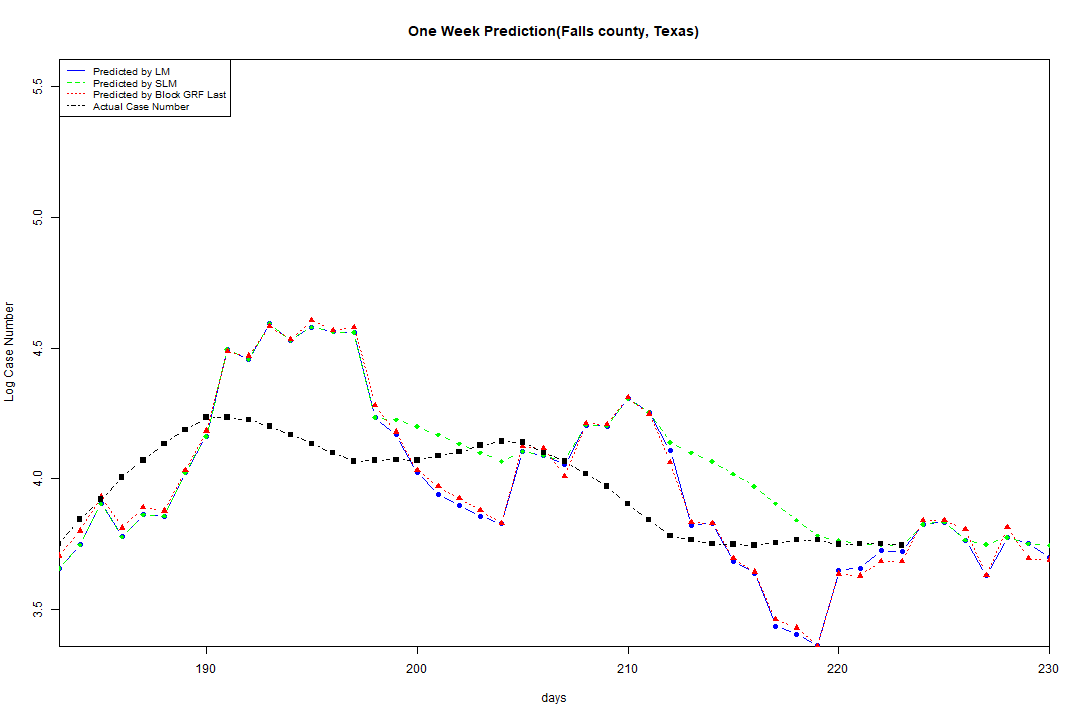 One Week Prediction(Falls county, Texas)
Predicted by LM
Predicted by SLM
Predicted by Block GRF Last
Actual Case Number
5.5
5.0
4.5
4.0
3.5
Log Case Number
190
200
210
220
230
days